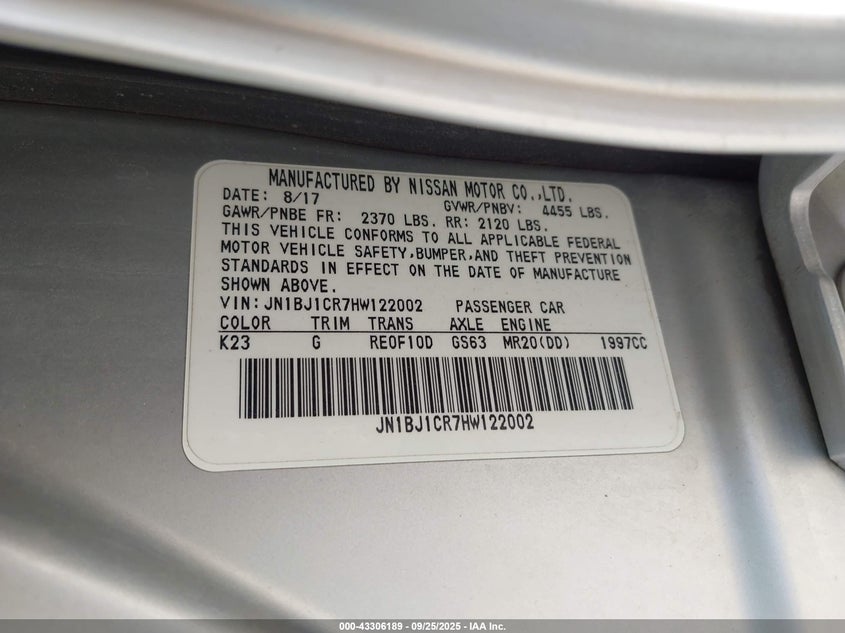 MANUFACTURED BY NISSAN MOTOR CO.,LTD.
DATE: 8/17 GVWR/PNBV: 4455 LBS.
GAWR/PNBE FR: 2370 LBS. RR: 2120 LBS.
THIS VEHICLE CONFORMS TO ALL APPLICABLE FEDERAL
MOTOR VEHICLE SAFETY,BUMPER,AND THEFT PREVENTION
STANDARDS IN EFFECT ON THE DATE OF MANUFACTURE
SHOWN ABOVE.
VIN:JN1BJ1CR7HW122002 PASSENGER CAR
COLOR TRIM TRANS AXLE ENGINE
K23 G RE0F10D GS63 MR20(DD) 1997CC
JN1BJ1CR7HW122002
000-43306189 - 09/25/2025 - IAA Inc.